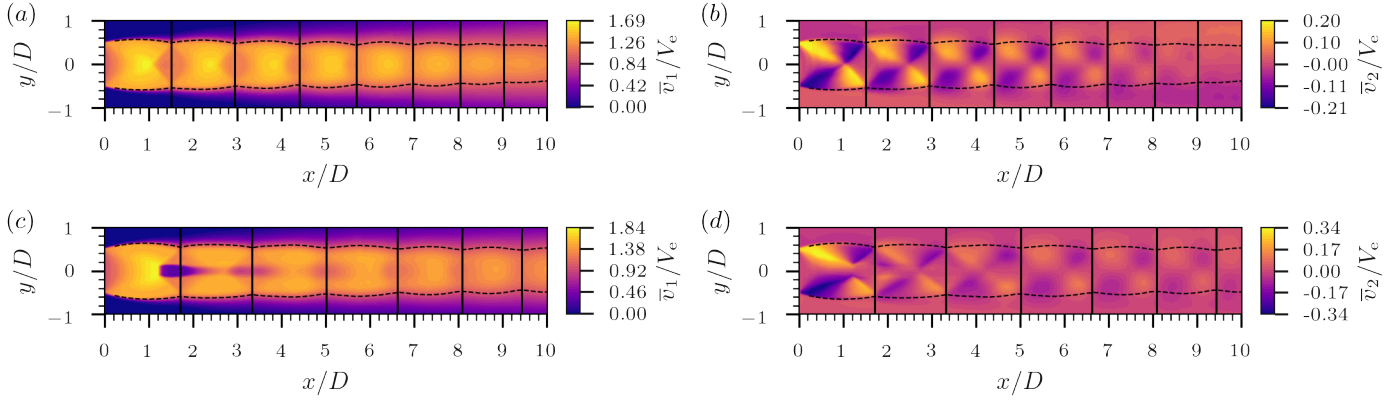 (a)
1
0
−1
y/D
0 1 2 3 4 5 6 7 8 9 10
x/D
1.69
1.26
0.84
0.42
0.00
v̅₁/Vₑ
(b)
1
0
−1
y/D
0 1 2 3 4 5 6 7 8 9 10
x/D
0.20
0.10
-0.00
-0.11
-0.21
v̅₂/Vₑ
(c)
1
0
−1
y/D
0 1 2 3 4 5 6 7 8 9 10
x/D
1.84
1.38
0.92
0.46
0.00
v̅₁/Vₑ
(d)
1
0
−1
y/D
0 1 2 3 4 5 6 7 8 9 10
x/D
0.34
0.17
0.00
-0.17
-0.34
v̅₂/Vₑ